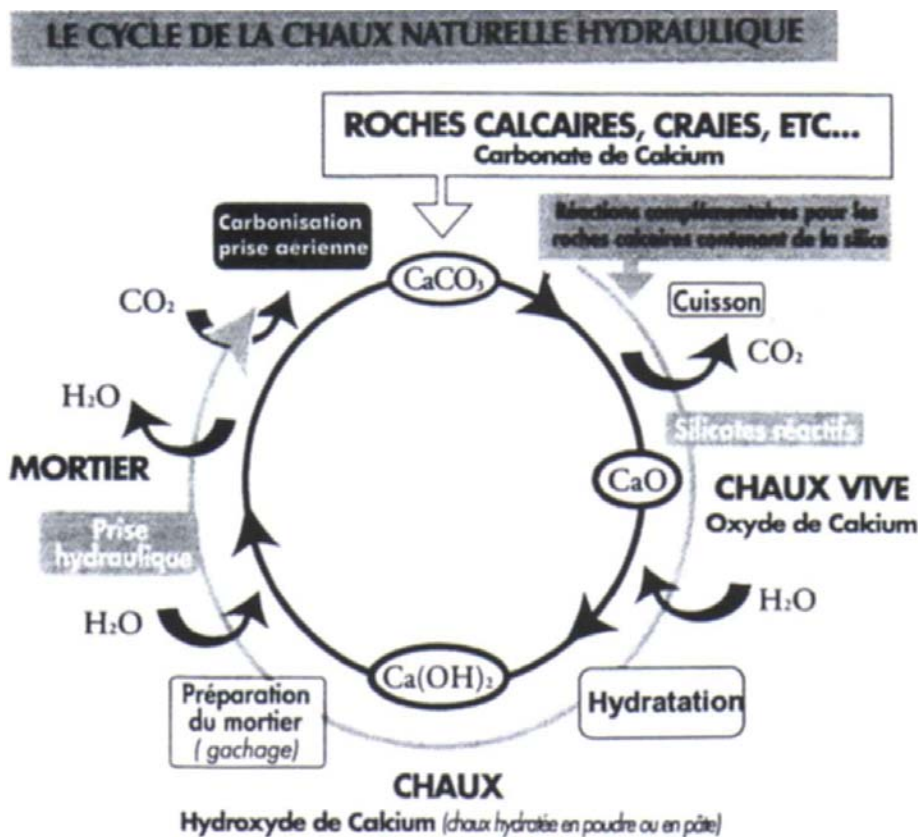 LE CYCLE DE LA CHAUX NATURELLE HYDRAULIQUE
ROCHES CALCAIRES, CRAIES, ETC...
Carbonate de Calcium
Carbonisation
prise aérienne
Réactions complémentaires pour les
roches calcaires contenant de la silice
CaCO₃
Cuisson
CO₂
CO₂
H₂O
Silicates réactifs
MORTIER
CaO
CHAUX VIVE
Oxyde de Calcium
Prise
hydraulique
H₂O
H₂O
Ca(OH)₂
Préparation
du mortier
( gachage)
Hydratation
CHAUX
Hydroxyde de Calcium (chaux hydratée en poudre ou en pâte)